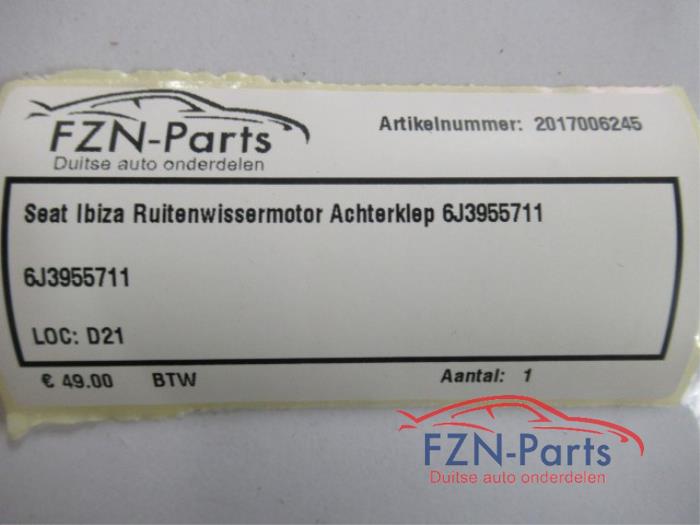 FZN-Parts
Duitse auto onderdelen
Artikelnummer: 2017006245
Seat Ibiza Ruitenwissermotor Achterklep 6J3955711
6J3955711
LOC: D21
€ 49.00 BTW Aantal: 1
FZN-Parts
Duitse auto onderdelen